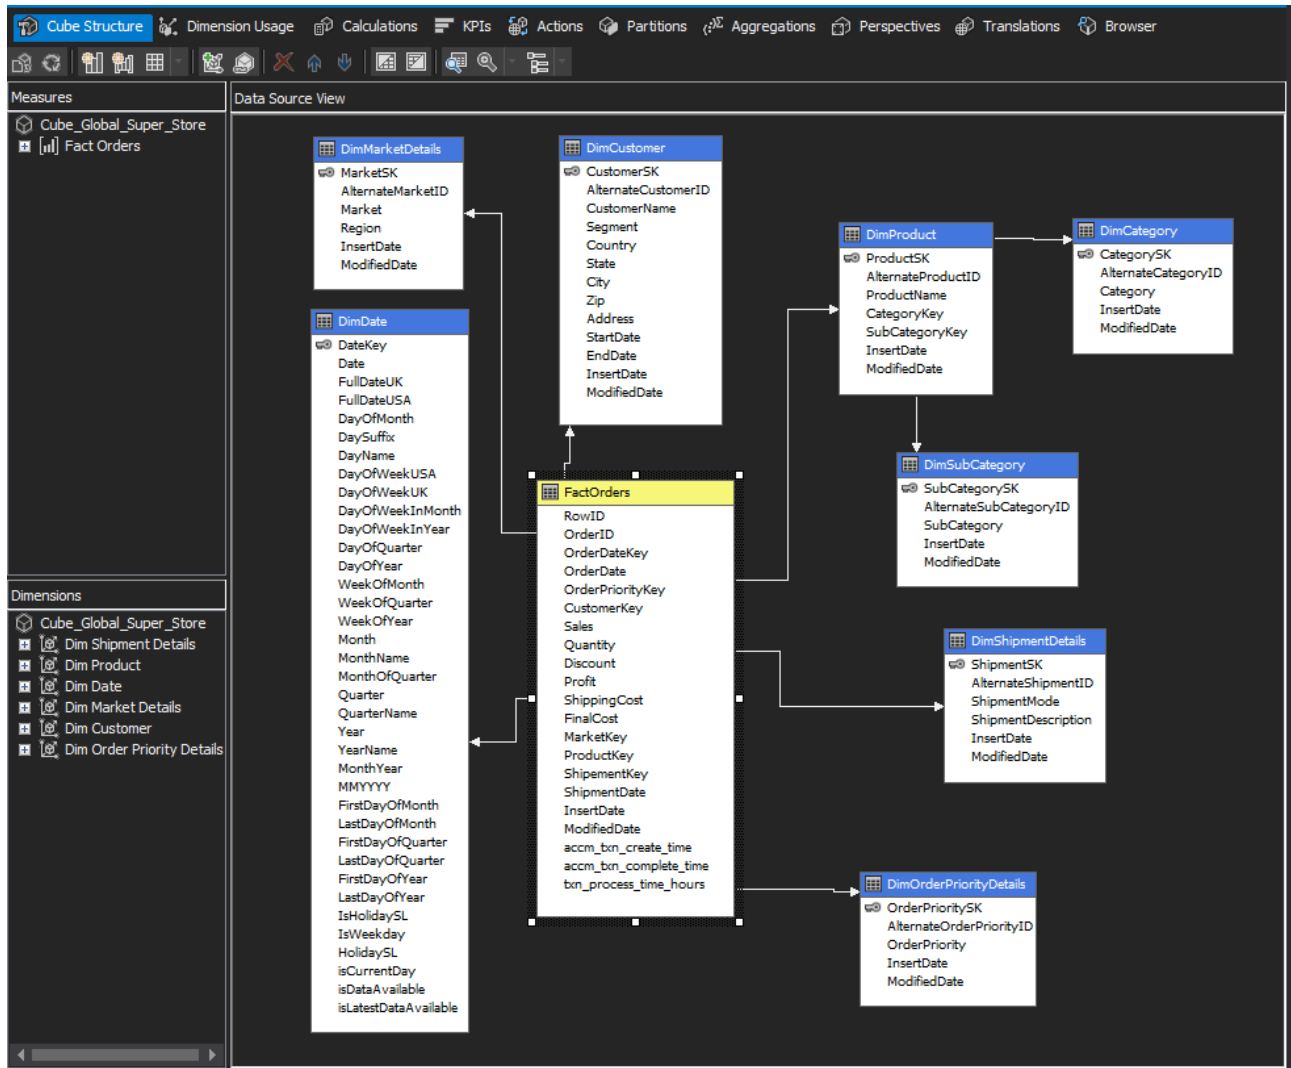 Cube Structure Dimension Usage Calculations KPIs Actions Partitions Aggregations Perspectives Translations Browser
Measures
Cube_Global_Super_Store
Fact Orders
Dimensions
Cube_Global_Super_Store
Dim Shipment Details
Dim Product
Dim Date
Dim Market Details
Dim Customer
Dim Order Priority Details
Data Source View
DimMarketDetails
MarketSK
AlternateMarketID
Market
Region
InsertDate
ModifiedDate
DimDate
DateKey
Date
FullDateUK
FullDateUSA
DayOfMonth
DaySuffix
DayName
DayOfWeekUSA
DayOfWeekUK
DayOfWeekInMonth
DayOfWeekInYear
DayOfQuarter
DayOfYear
WeekOfMonth
WeekOfQuarter
WeekOfYear
Month
MonthName
MonthOfQuarter
Quarter
QuarterName
Year
YearName
MonthYear
MMYYYY
FirstDayOfMonth
LastDayOfMonth
FirstDayOfQuarter
LastDayOfQuarter
FirstDayOfYear
LastDayOfYear
IsHolidaySL
IsWeekday
HolidaySL
isCurrentDay
isDataAvailable
isLatestDataAvailable
DimCustomer
CustomerSK
AlternateCustomerID
CustomerName
Segment
Country
State
City
Zip
Address
StartDate
EndDate
InsertDate
ModifiedDate
FactOrders
RowID
OrderID
OrderDateKey
OrderDate
OrderPriorityKey
CustomerKey
Sales
Quantity
Discount
Profit
ShippingCost
FinalCost
MarketKey
ProductKey
ShipementKey
ShipmentDate
InsertDate
ModifiedDate
accm_txn_create_time
accm_txn_complete_time
txn_process_time_hours
DimProduct
ProductSK
AlternateProductID
ProductName
CategoryKey
SubCategoryKey
InsertDate
ModifiedDate
DimCategory
CategorySK
AlternateCategoryID
Category
InsertDate
ModifiedDate
DimSubCategory
SubCategorySK
AlternateSubCategoryID
SubCategory
InsertDate
ModifiedDate
DimShipmentDetails
ShipmentSK
AlternateShipmentID
ShipmentMode
ShipmentDescription
InsertDate
ModifiedDate
DimOrderPriorityDetails
OrderPrioritySK
AlternateOrderPriorityID
OrderPriority
InsertDate
ModifiedDate